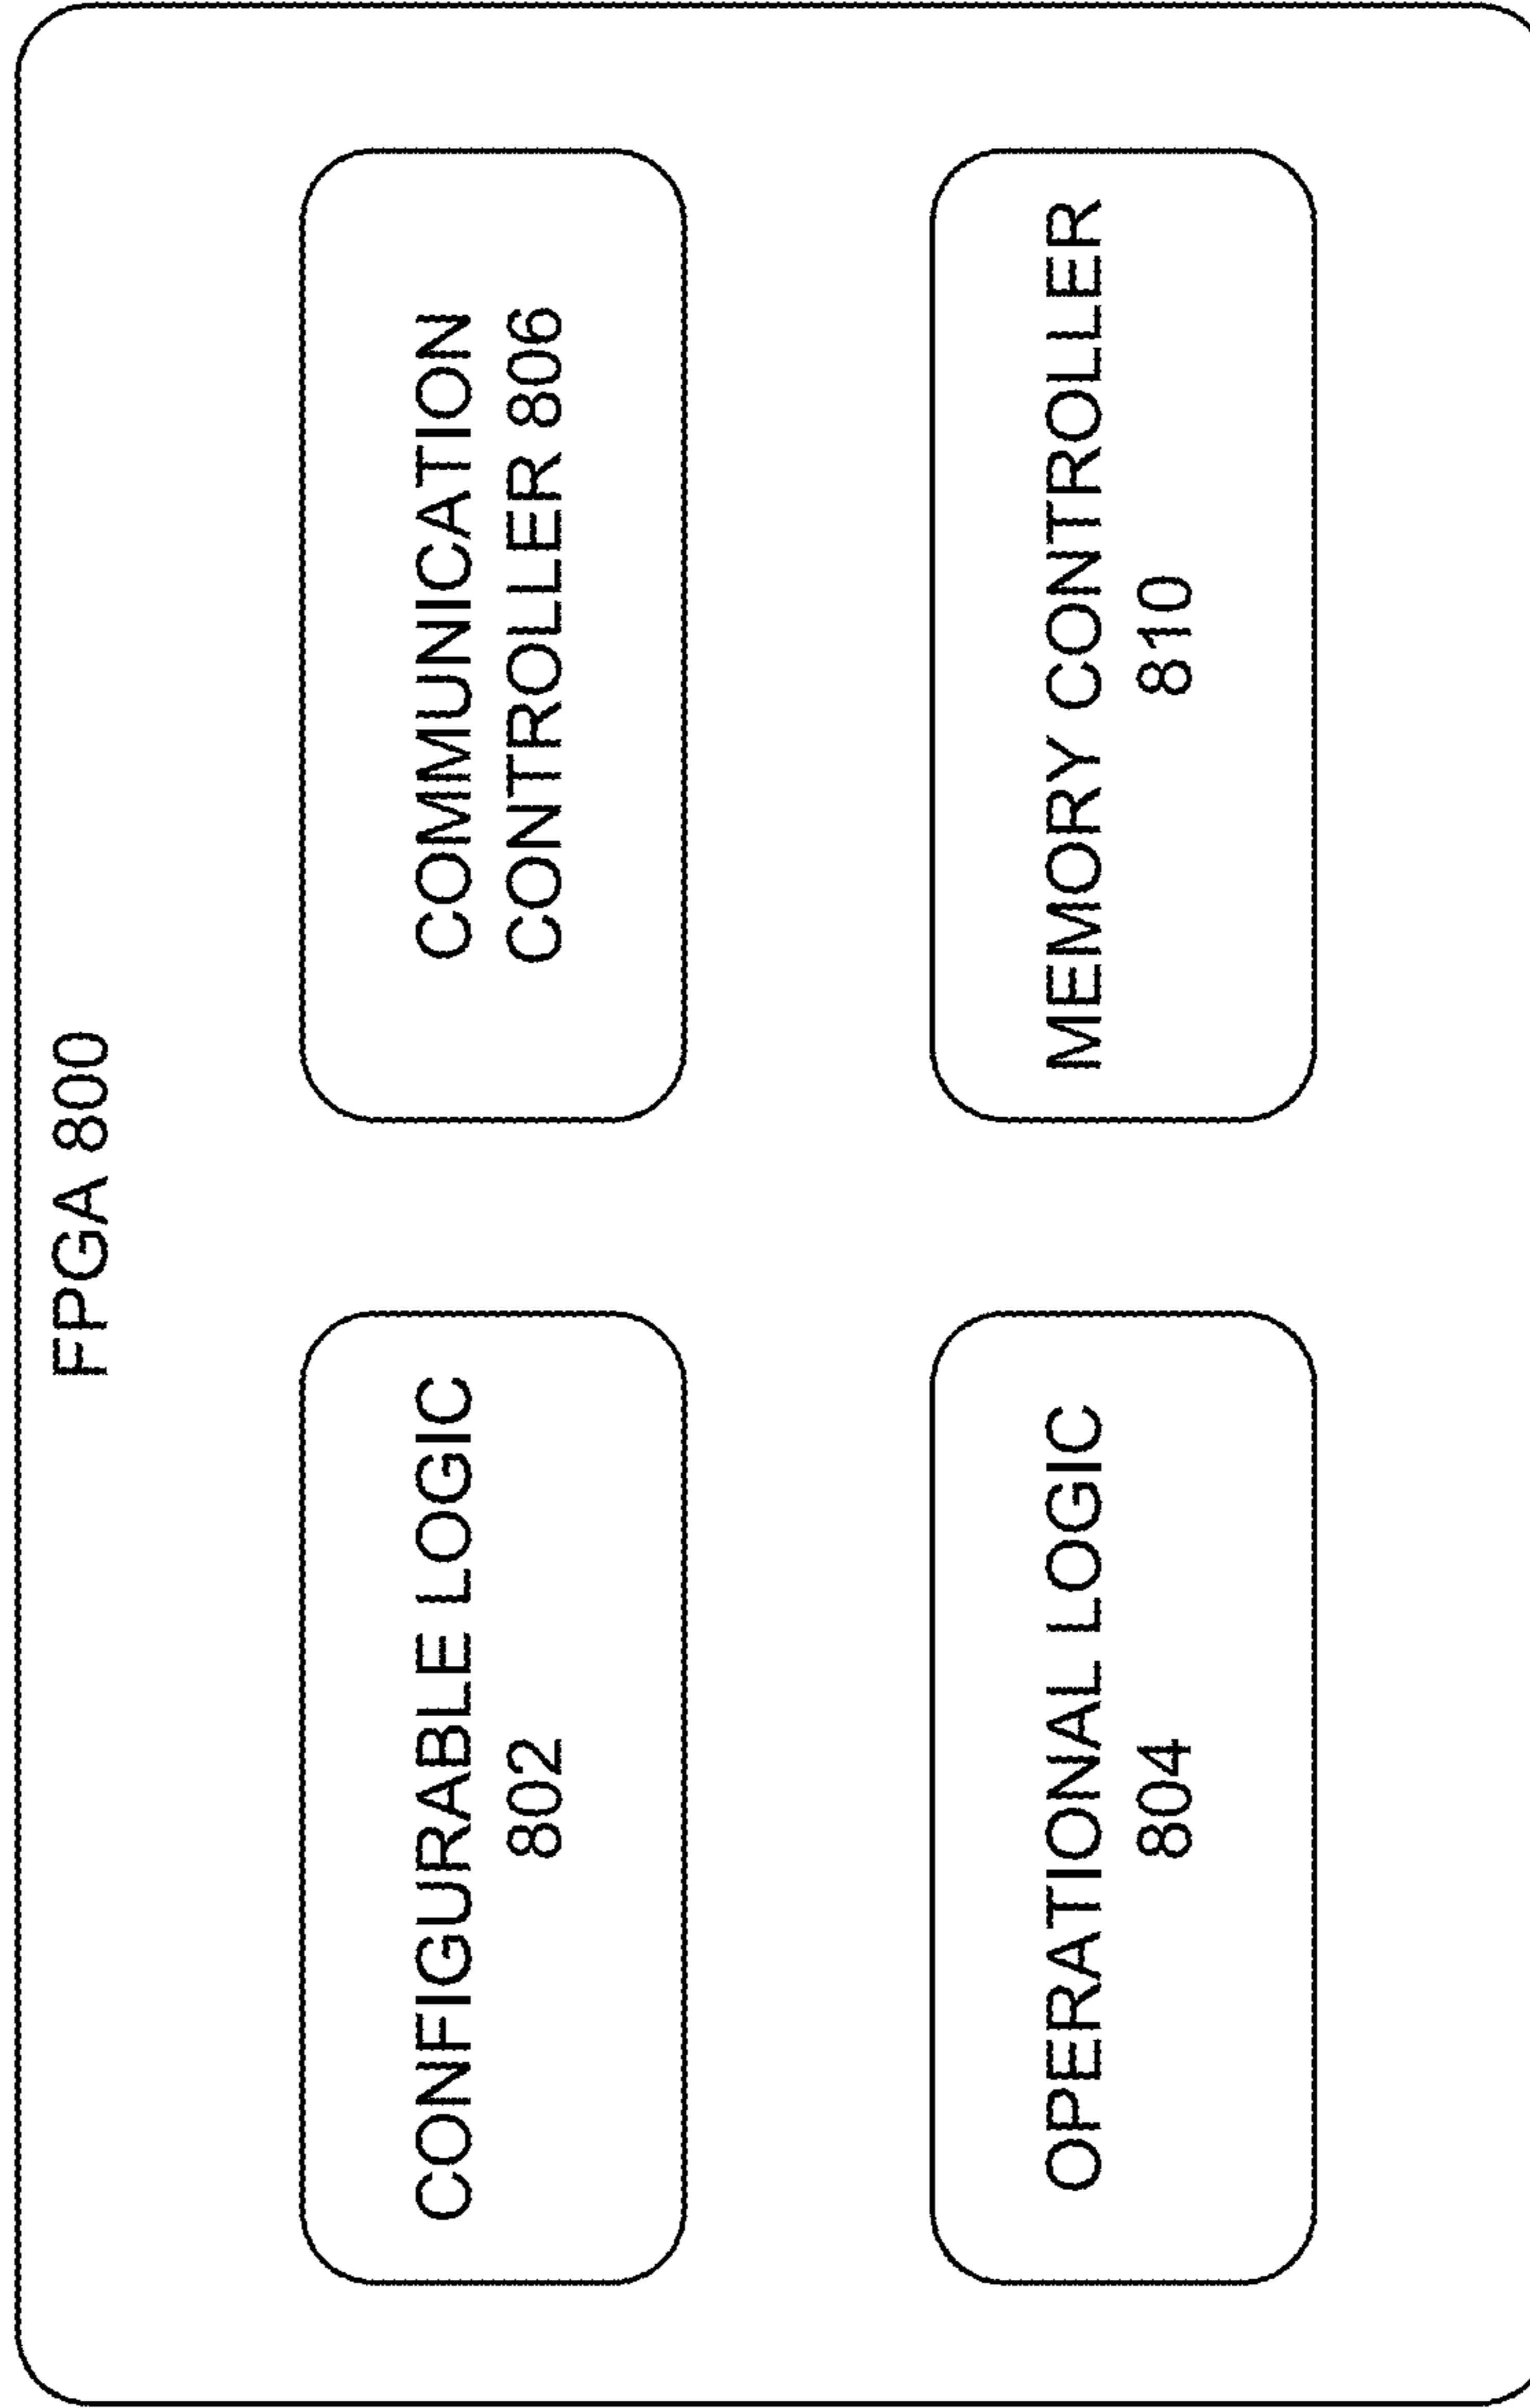 FPGA 800
CONFIGURABLE LOGIC
802
COMMUNICATION
CONTROLLER 806
OPERATIONAL LOGIC
804
MEMORY CONTROLLER
810